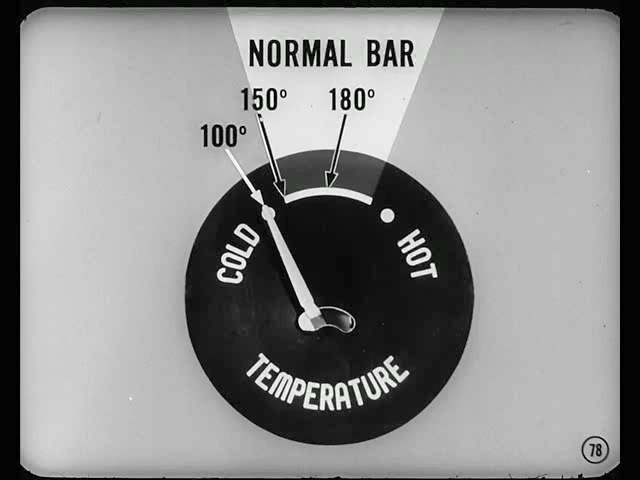 NORMAL BAR
150° 180°
100°
COLD
HOT
TEMPERATURE
78